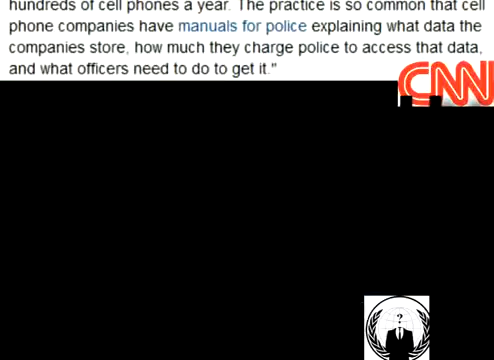 hundreds of cell phones a year. The practice is so common that cell
phone companies have manuals for police explaining what data the
companies store, how much they charge police to access that data,
and what officers need to do to get it."
CNN
?